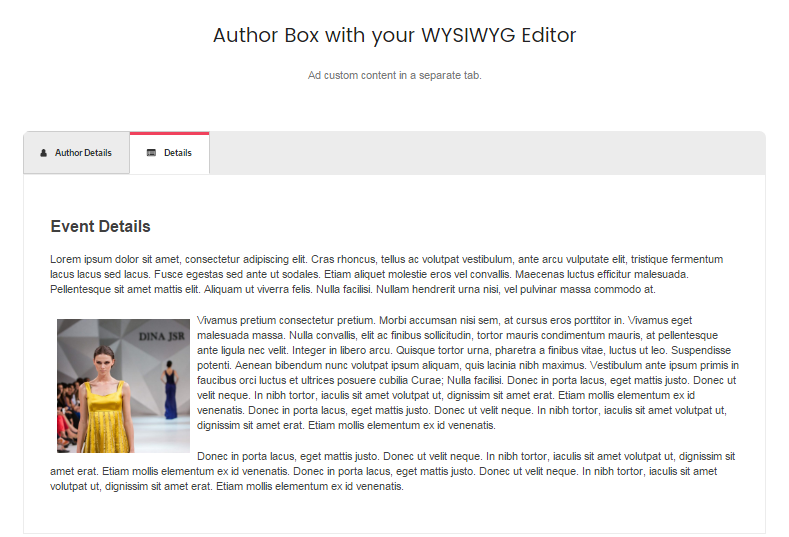 Author Box with your WYSIWYG Editor
Ad custom content in a separate tab.
Author Details
Details
Event Details
Lorem ipsum dolor sit amet, consectetur adipiscing elit. Cras rhoncus, tellus ac volutpat vestibulum, ante arcu vulputate elit, tristique fermentum
lacus lacus sed lacus. Fusce egestas sed ante ut sodales. Etiam aliquet molestie eros vel convallis. Maecenas luctus efficitur malesuada.
Pellentesque sit amet mattis elit. Aliquam ut viverra felis. Nulla facilisi. Nullam hendrerit urna nisi, vel pulvinar massa commodo at.
DINA JSR
Vivamus pretium consectetur pretium. Morbi accumsan nisi sem, at cursus eros porttitor in. Vivamus eget
malesuada massa. Nulla convallis, elit ac finibus sollicitudin, tortor mauris condimentum mauris, at pellentesque
ante ligula nec velit. Integer in libero arcu. Quisque tortor urna, pharetra a finibus vitae, luctus ut leo. Suspendisse
potenti. Aenean bibendum nunc volutpat ipsum aliquam, quis lacinia nibh maximus. Vestibulum ante ipsum primis in
faucibus orci luctus et ultrices posuere cubilia Curae; Nulla facilisi. Donec in porta lacus, eget mattis justo. Donec ut
velit neque. In nibh tortor, iaculis sit amet volutpat ut, dignissim sit amet erat. Etiam mollis elementum ex id
venenatis. Donec in porta lacus, eget mattis justo. Donec ut velit neque. In nibh tortor, iaculis sit amet volutpat ut,
dignissim sit amet erat. Etiam mollis elementum ex id venenatis.
Donec in porta lacus, eget mattis justo. Donec ut velit neque. In nibh tortor, iaculis sit amet volutpat ut, dignissim sit
amet erat. Etiam mollis elementum ex id venenatis. Donec in porta lacus, eget mattis justo. Donec ut velit neque. In nibh tortor, iaculis sit amet
volutpat ut, dignissim sit amet erat. Etiam mollis elementum ex id venenatis.